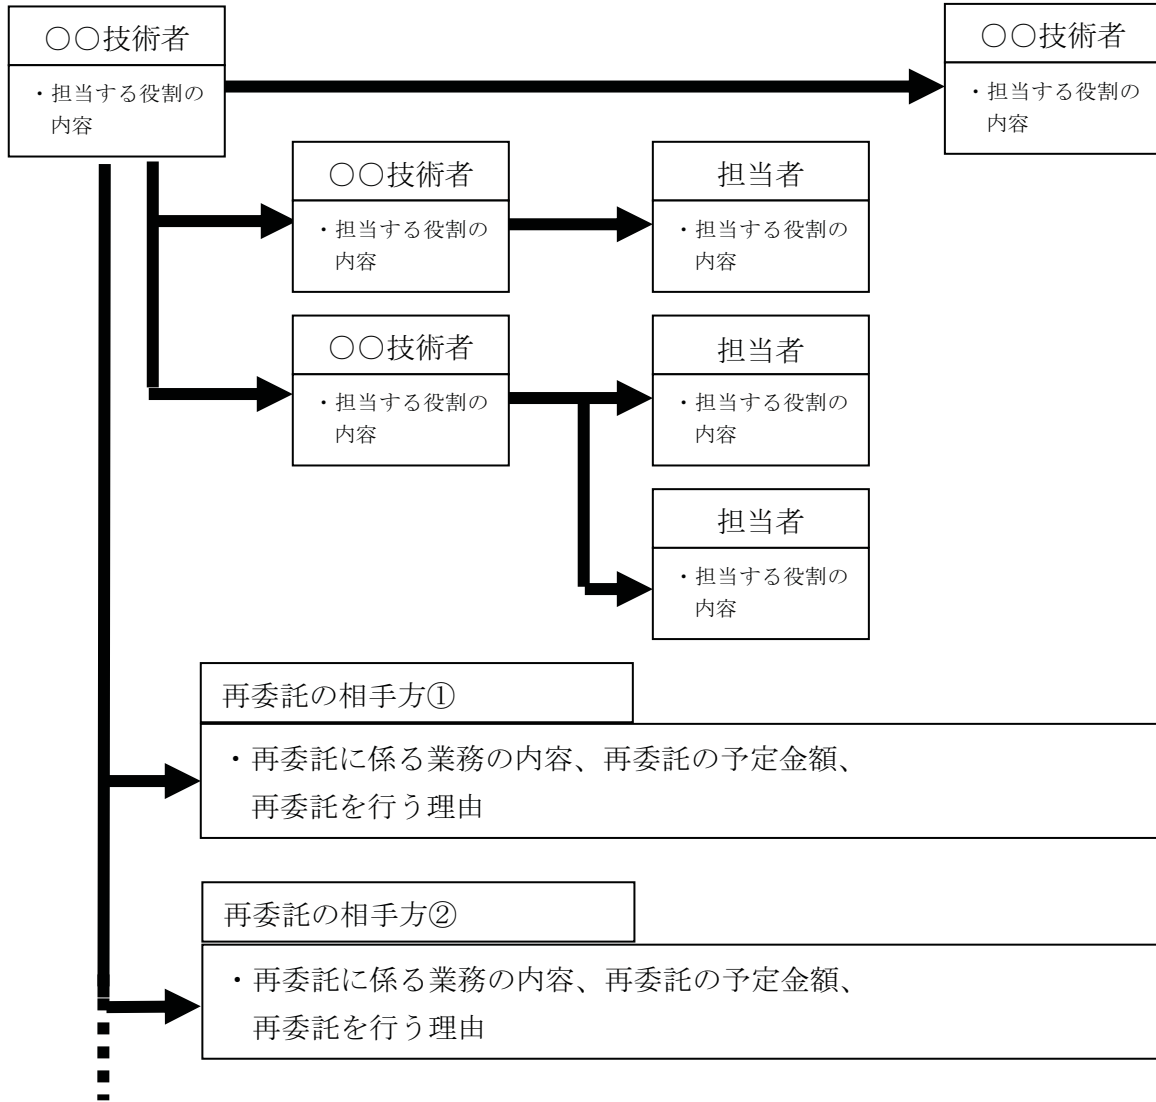 〇〇技術者
・担当する役割の
内容
〇〇技術者
・担当する役割の
内容
〇〇技術者
・担当する役割の
内容
担当者
・担当する役割の
内容
〇〇技術者
・担当する役割の
内容
担当者
・担当する役割の
内容
担当者
・担当する役割の
内容
再委託の相手方①
・再委託に係る業務の内容、再委託の予定金額、
再委託を行う理由
再委託の相手方②
・再委託に係る業務の内容、再委託の予定金額、
再委託を行う理由